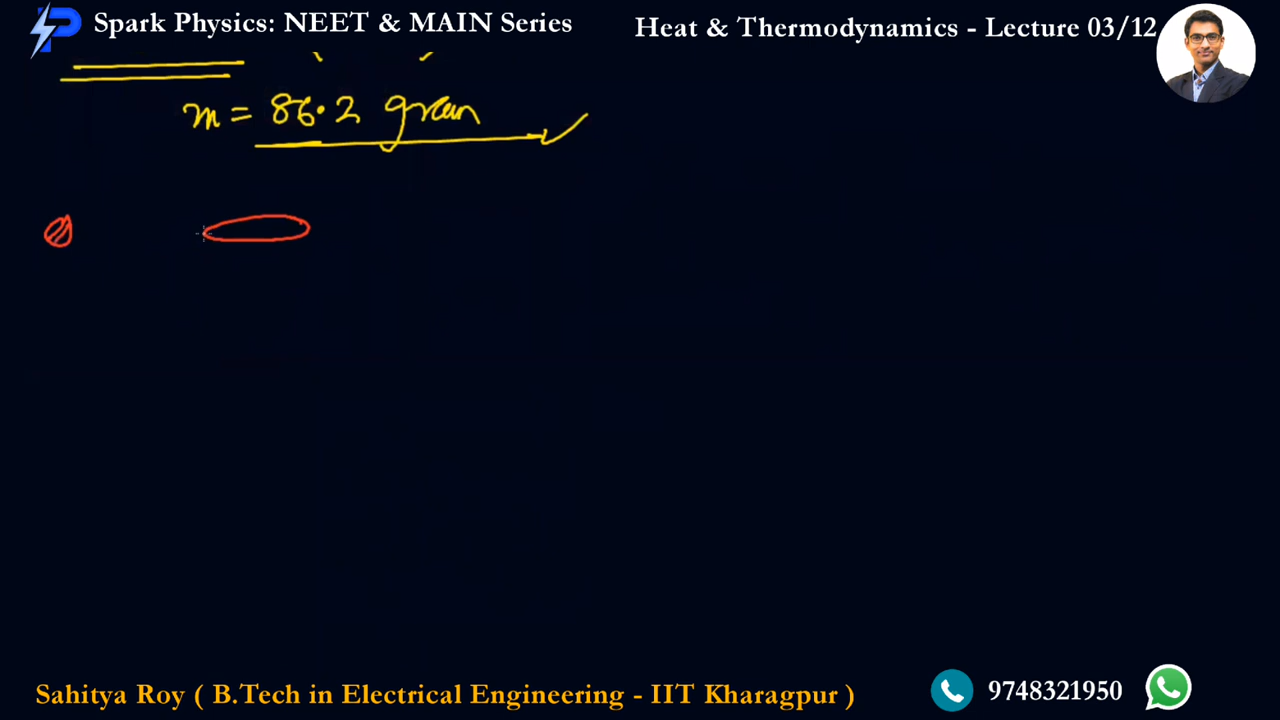 Spark Physics: NEET & MAIN Series
Heat & Thermodynamics - Lecture 03/12
m = 86.2 gram
Sahitya Roy ( B.Tech in Electrical Engineering - IIT Kharagpur )
9748321950